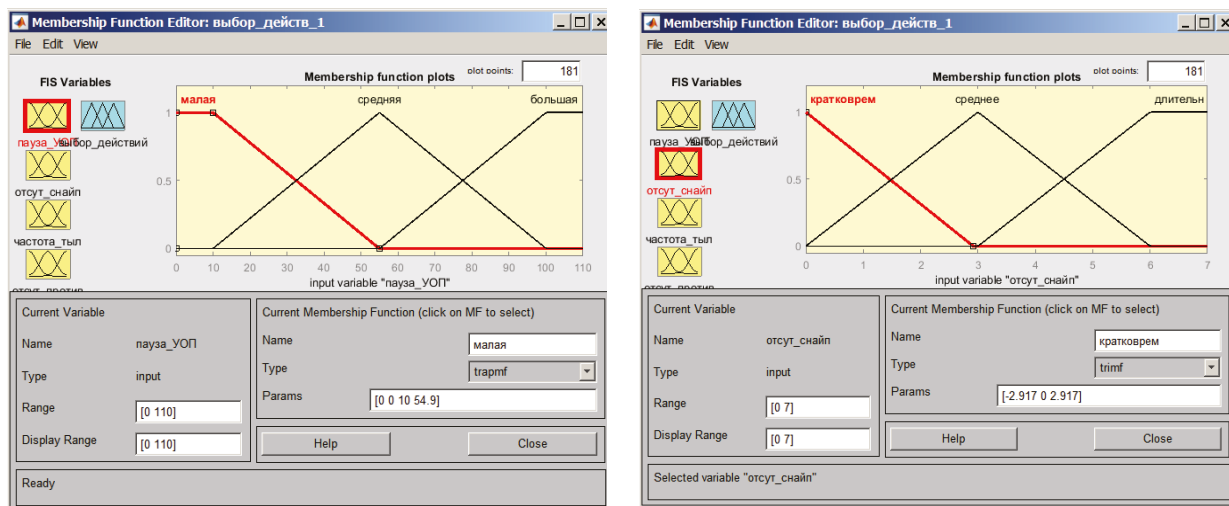 Membership Function Editor: выбор_действ_1
File Edit View
FIS Variables
Membership function plots
plot points:
181
малая
средняя
большая
пауза_УОП
выбор_действий
отсут_снайп
частота_тыл
отсут_против
1
0.5
0
0 10 20 30 40 50 60 70 80 90 100 110
input variable "пауза_УОП"
Current Variable
Name пауза_УОП
Type input
Range [0 110]
Display Range [0 110]
Current Membership Function (click on MF to select)
Name малая
Type trapmf
Params [0 0 10 54.9]
Help
Close
Ready
Membership Function Editor: выбор_действ_1
File Edit View
FIS Variables
Membership function plots
plot points:
181
кратковрем
среднее
длительн
пауза_УОП
выбор_действий
отсут_снайп
частота_тыл
отсут_против
1
0.5
0
0 1 2 3 4 5 6 7
input variable "отсут_снайп"
Current Variable
Name отсут_снайп
Type input
Range [0 7]
Display Range [0 7]
Current Membership Function (click on MF to select)
Name кратковрем
Type trimf
Params [-2.917 0 2.917]
Help
Close
Selected variable "отсут_снайп"